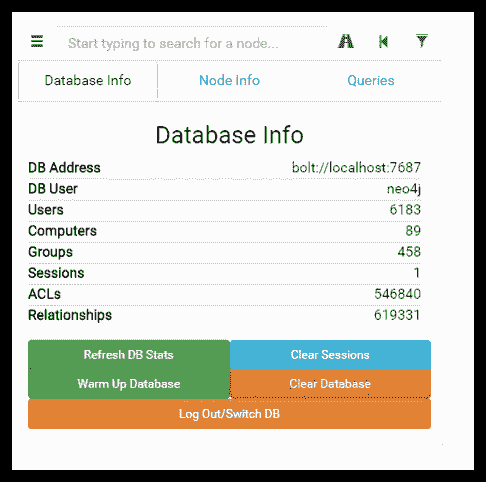 Start typing to search for a node...
Database Info Node Info Queries
Database Info
DB Address bolt://localhost:7687
DB User neo4j
Users 6183
Computers 89
Groups 458
Sessions 1
ACLs 546840
Relationships 619331
Refresh DB Stats Clear Sessions
Warm Up Database Clear Database
Log Out/Switch DB